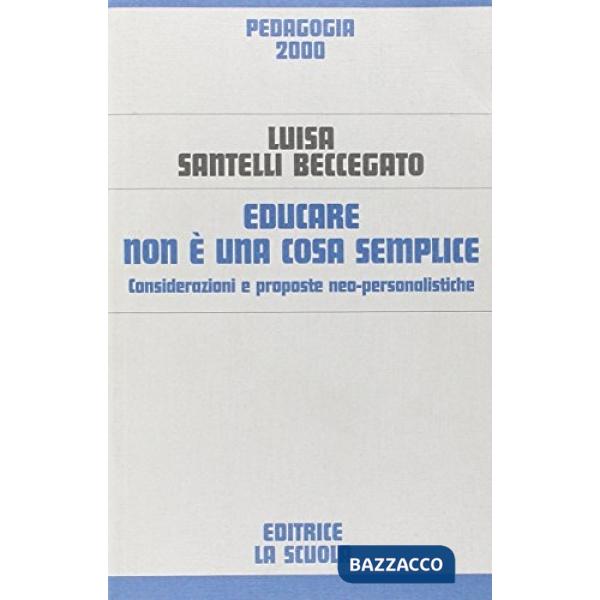 PEDAGOGIA
2000
LUISA
SANTELLI BECCEGATO
EDUCARE
NON È UNA COSA SEMPLICE
Considerazioni e proposte neo-personalistiche
EDITRICE
LA SCUOL
BAZZACCO